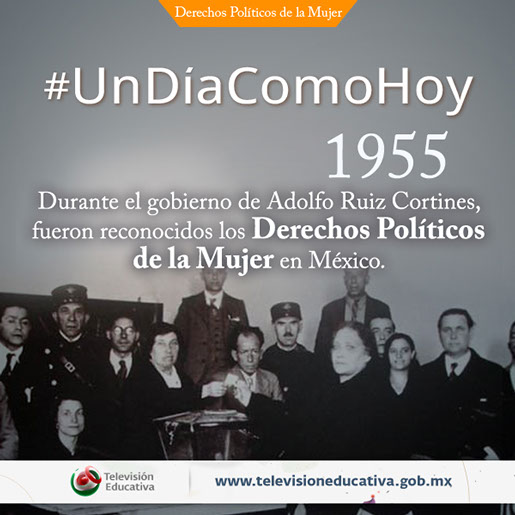 Derechos Políticos de la Mujer
#UnDíaComoHoy
1955
Durante el gobierno de Adolfo Ruiz Cortines,
fueron reconocidos los Derechos Políticos
de la Mujer en México.
Televisión
Educativa
www.televisioneducativa.gob.mx